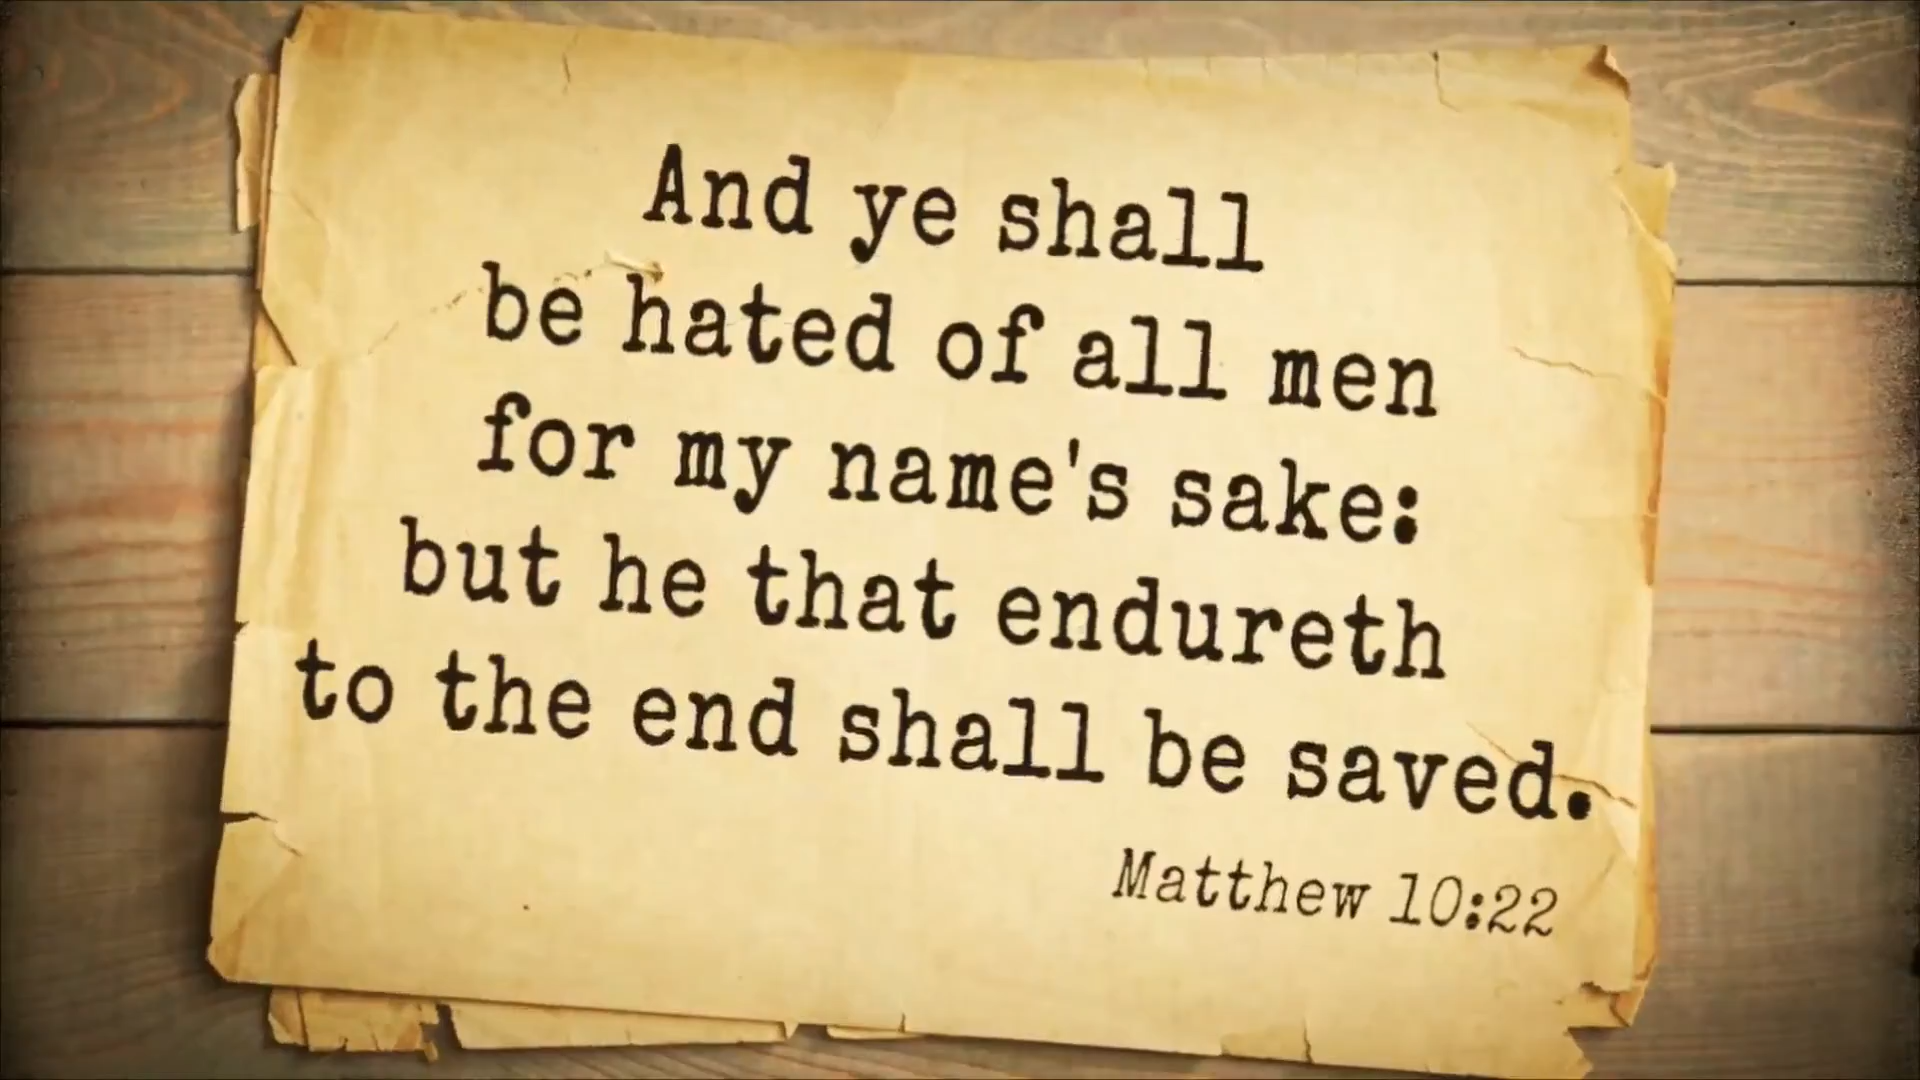 And ye shall
be hated of all men
for my name's sake:
but he that endureth
to the end shall be saved.
Matthew 10:22